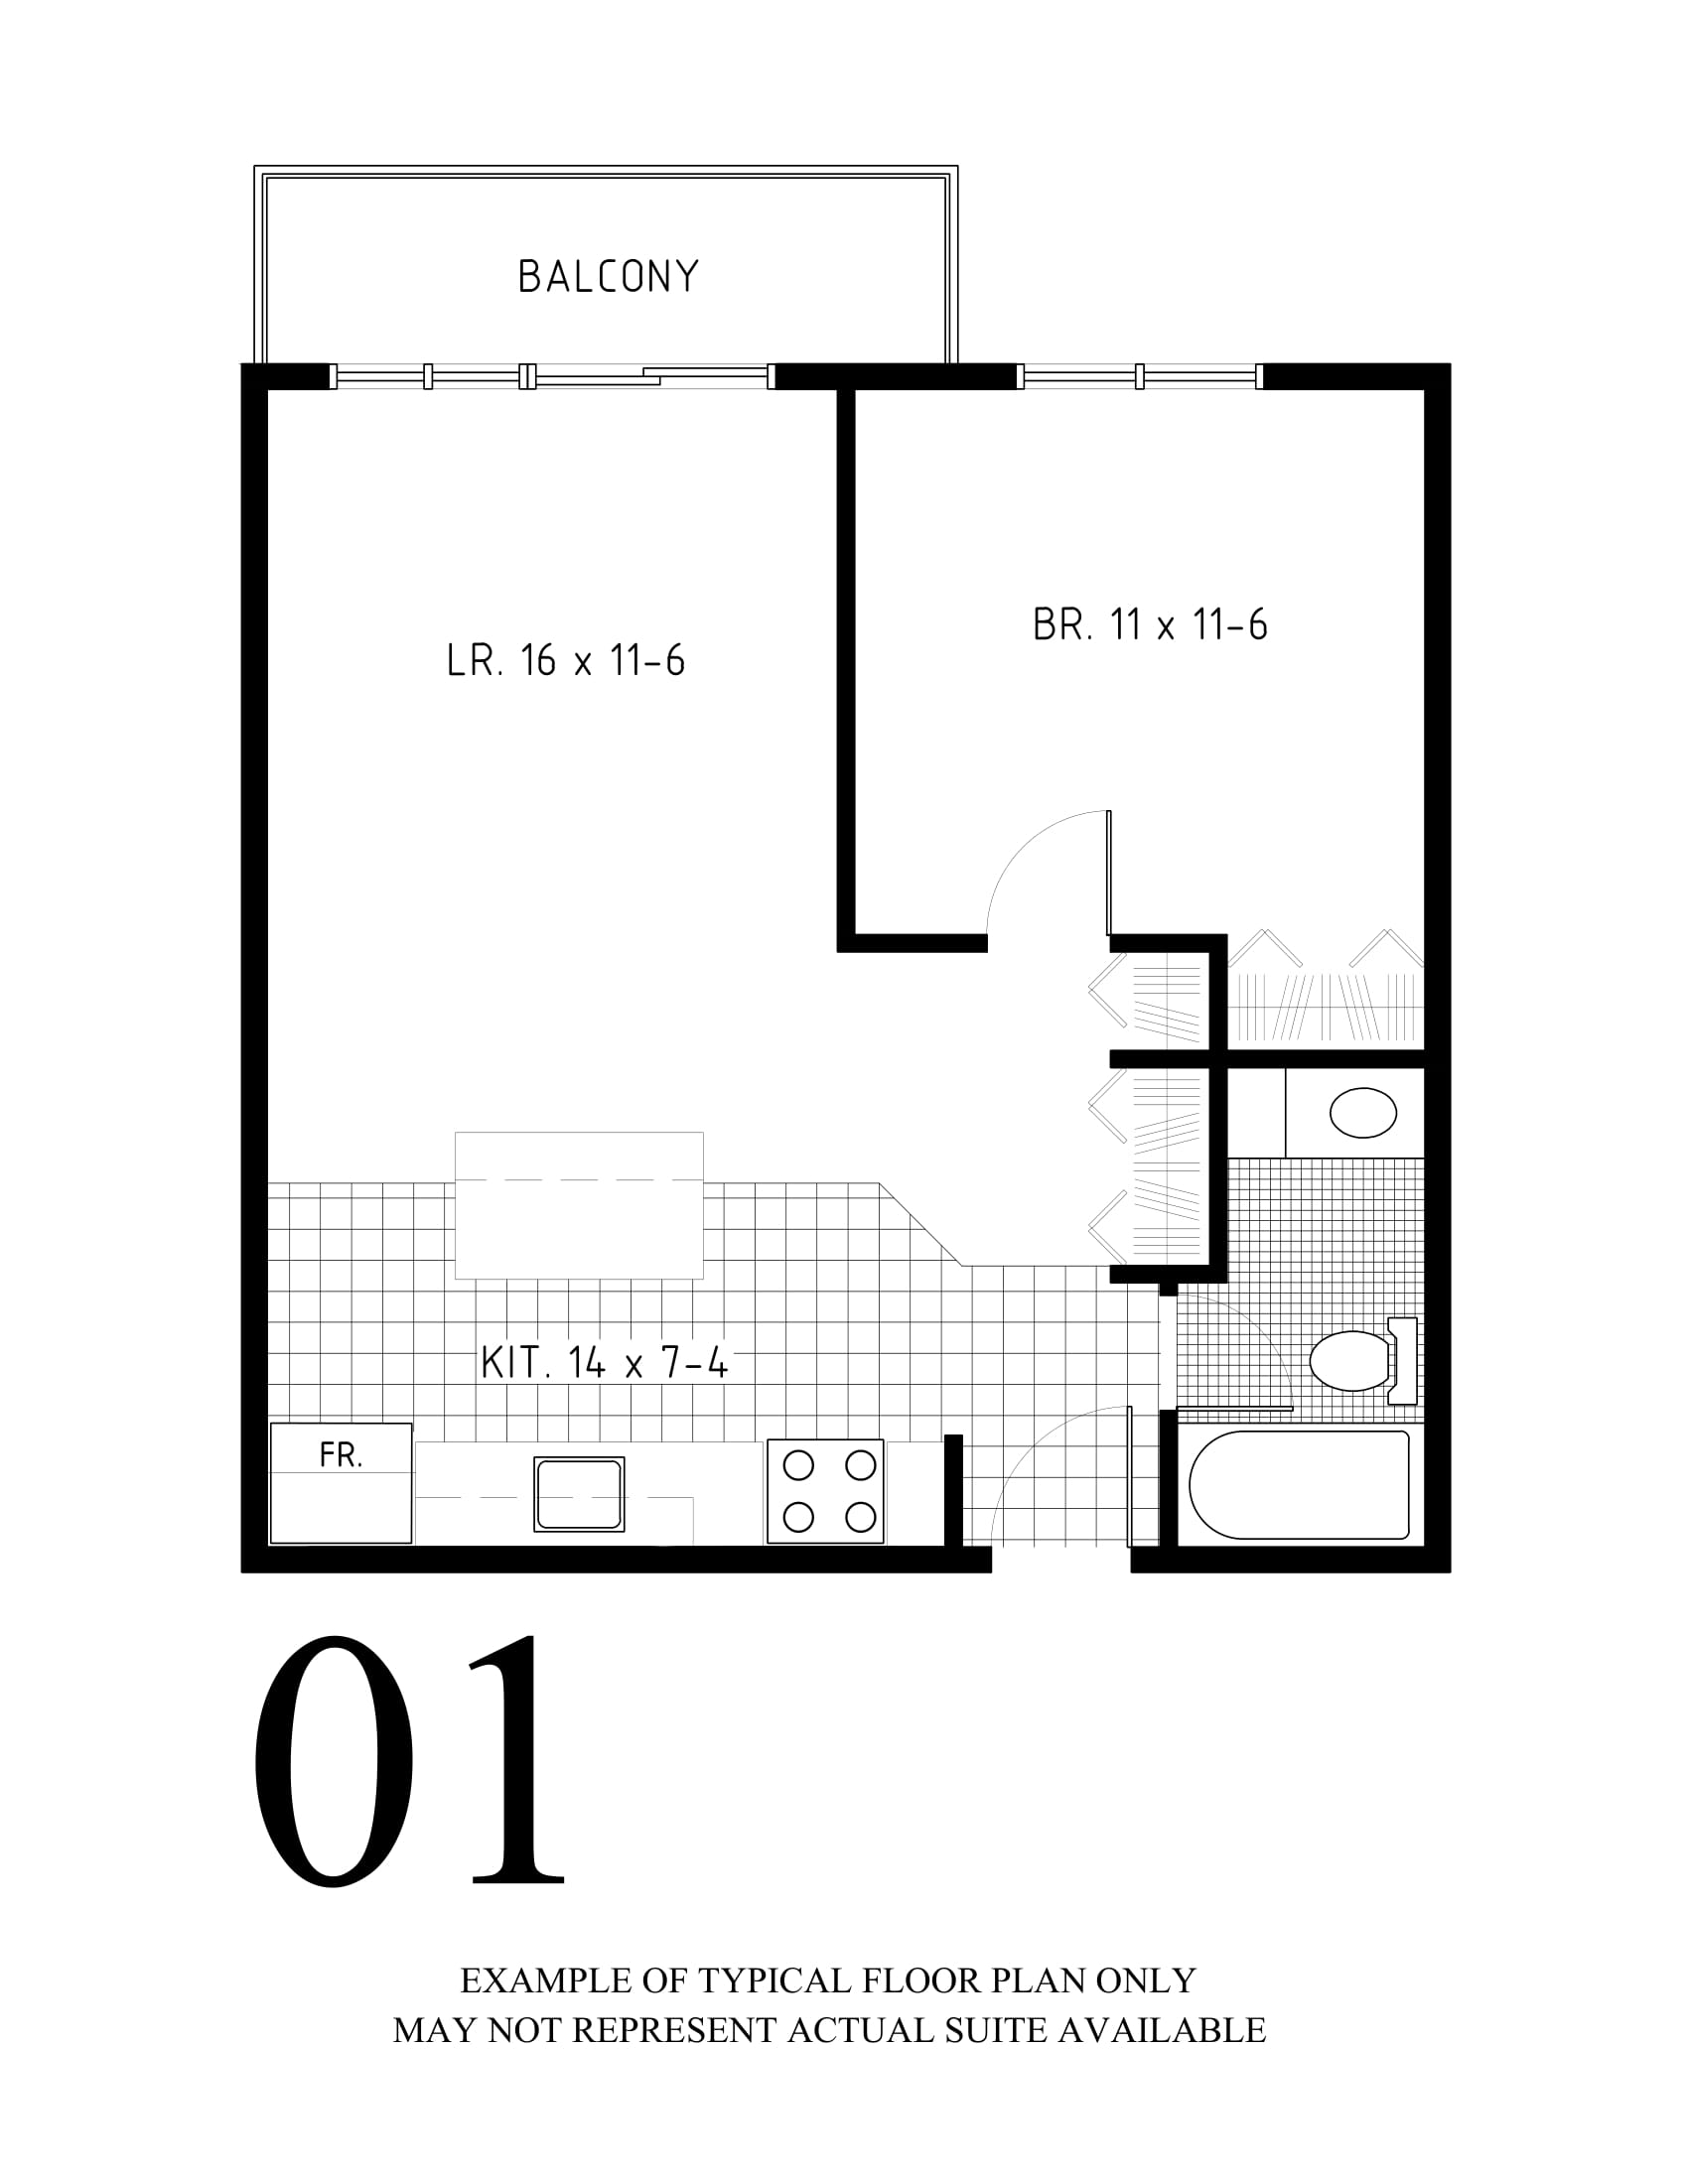 BALCONY
BR. 11 x 11-6
LR. 16 x 11-6
KIT. 14 x 7-4
FR.
01
EXAMPLE OF TYPICAL FLOOR PLAN ONLY
MAY NOT REPRESENT ACTUAL SUITE AVAILABLE